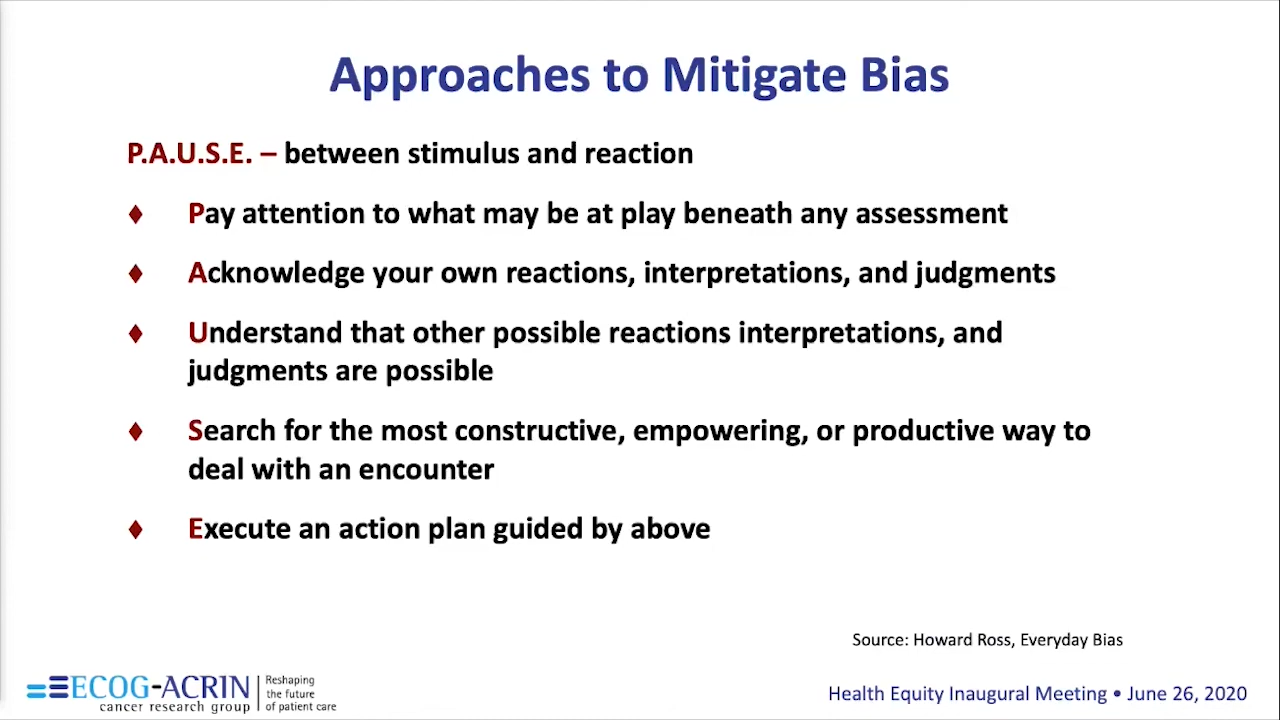 Approaches to Mitigate Bias
P.A.U.S.E. – between stimulus and reaction
♦ Pay attention to what may be at play beneath any assessment
♦ Acknowledge your own reactions, interpretations, and judgments
♦ Understand that other possible reactions interpretations, and
judgments are possible
♦ Search for the most constructive, empowering, or productive way to
deal with an encounter
♦ Execute an action plan guided by above
Source: Howard Ross, Everyday Bias
ECOG-ACRIN
cancer research group
Reshaping
the future
of patient care
Health Equity Inaugural Meeting • June 26, 2020